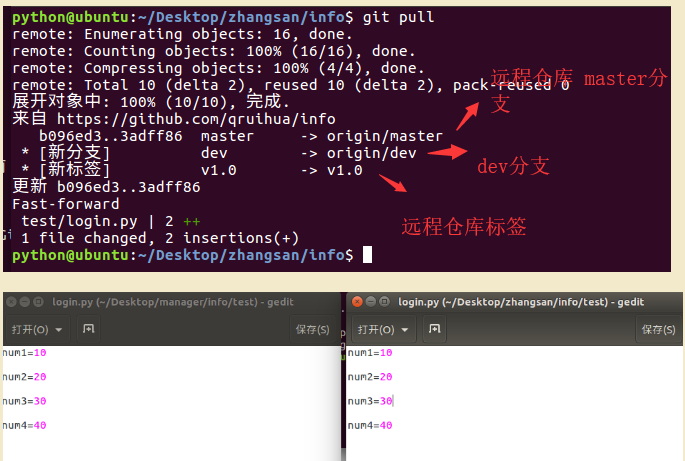 python@ubuntu:~/Desktop/zhangsan/info$ git pull
remote: Enumerating objects: 16, done.
remote: Counting objects: 100% (16/16), done.
remote: Compressing objects: 100% (4/4), done.
remote: Total 10 (delta 2), reused 10 (delta 2), pack-reused 0
展开对象中: 100% (10/10), 完成.
来自 https://github.com/qruihua/info
b096ed3..3adff86 master -> origin/master
* [新分支] dev -> origin/dev
* [新标签] v1.0 -> v1.0
更新 b096ed3..3adff86
Fast-forward
test/login.py | 2 ++
1 file changed, 2 insertions(+)
python@ubuntu:~/Desktop/zhangsan/info$
远程仓库 master分
支
dev分支
远程仓库标签
login.py (~/Desktop/manager/info/test) - gedit
打开(O) 保存(S)
num1=10
num2=20
num3=30
num4=40
login.py (~/Desktop/zhangsan/info/test) - gedit
打开(O) 保存(S)
num1=10
num2=20
num3=30
num4=40